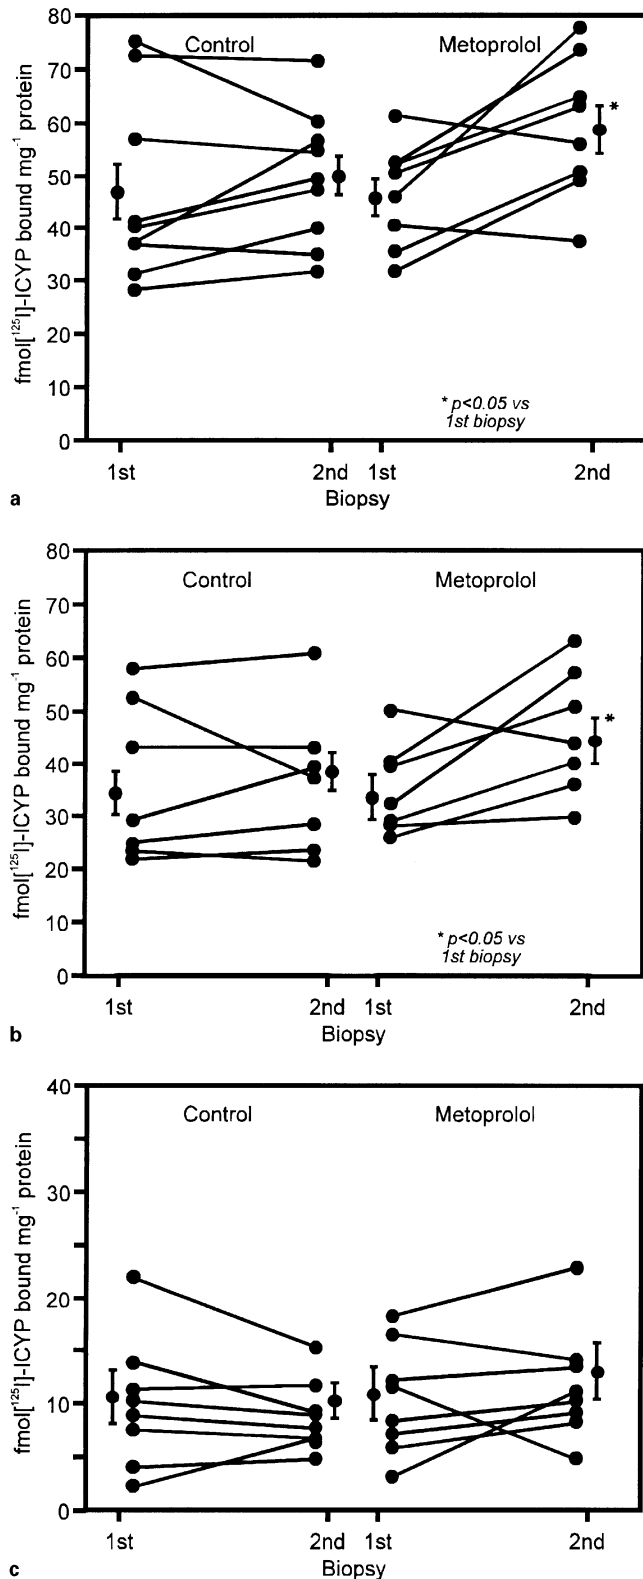 80
70
60
50
40
30
20
10
0
fmol[¹²⁵I]-ICYP bound mg⁻¹ protein
Control
Metoprolol
*
* p<0.05 vs
1st biopsy
1st 2nd 1st 2nd
Biopsy
a
80
70
60
50
40
30
20
10
0
fmol[¹²⁵I]-ICYP bound mg⁻¹ protein
Control
Metoprolol
*
* p<0.05 vs
1st biopsy
1st 2nd 1st 2nd
Biopsy
b
40
30
20
10
0
fmol[¹²⁵I]-ICYP bound mg⁻¹ protein
Control
Metoprolol
1st 2nd 1st 2nd
Biopsy
c